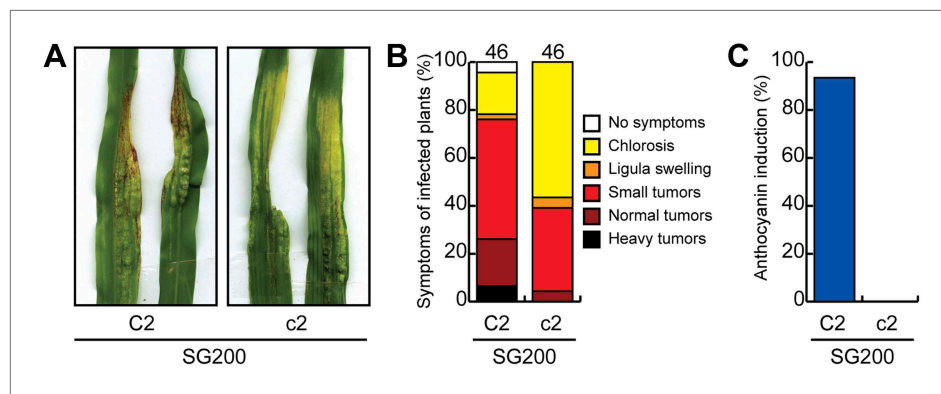 A
C2
c2
SG200
B
Symptoms of infected plants (%)
100
80
60
40
20
0
46
46
C2
c2
SG200
No symptoms
Chlorosis
Ligula swelling
Small tumors
Normal tumors
Heavy tumors
C
Anthocyanin induction (%)
100
80
60
40
20
0
C2
c2
SG200